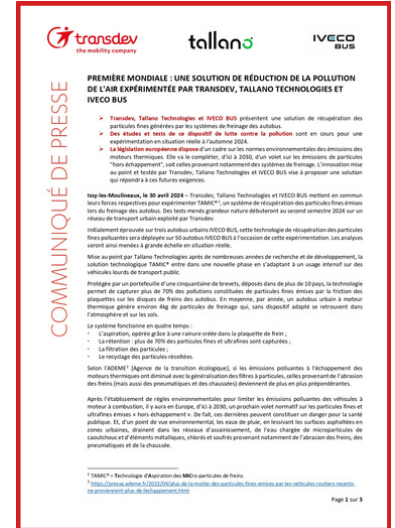 transdev
the mobility company
tallano
IVECO
BUS
COMMUNIQUÉ DE PRESSE
PREMIÈRE MONDIALE : UNE SOLUTION DE RÉDUCTION DE LA POLLUTION
DE L'AIR EXPÉRIMENTÉE PAR TRANSDEV, TALLANO TECHNOLOGIES ET
IVECO BUS
➢ Transdev, Tallano Technologies et IVECO BUS présentent une solution de récupération des
particules fines générées par les systèmes de freinage des autobus.
➢ Des études et tests de ce dispositif de lutte contre la pollution sont en cours pour une
expérimentation en situation réelle à l'automne 2024.
➢ La législation européenne dispose d'un cadre sur les normes environnementales des émissions des
moteurs thermiques. Elle va le compléter, d'ici à 2030, d'un volet sur les émissions de particules
"hors échappement", soit celles provenant notamment des systèmes de freinage. L'innovation mise
au point et testée par Transdev, Tallano Technologies et IVECO BUS vise à proposer une solution
qui répondra à ces futures exigences.
Issy-les-Moulineaux, le 30 avril 2024 – Transdev, Tallano Technologies et IVECO BUS mettent en commun
leurs forces respectives pour expérimenter TAMIC®¹, un système de récupération des particules fines émises
lors du freinage des autobus. Des tests menés grandeur nature débuteront au second semestre 2024 sur un
réseau de transport urbain exploité par Transdev.
Initialement éprouvée sur trois autobus urbains IVECO BUS, cette technologie de récupération des particules
fines polluantes sera déployée sur 50 autobus IVECO BUS à l'occasion de cette expérimentation. Les analyses
seront ainsi menées à grande échelle en situation réelle.
Mise au point par Tallano Technologies après de nombreuses années de recherche et de développement, la
solution technologique TAMIC® entre dans une nouvelle phase en s'adaptant à un usage intensif sur des
véhicules lourds de transport public.
Protégée par un portefeuille d'une cinquantaine de brevets, déposés dans de plus de 10 pays, la technologie
permet de capturer plus de 70% des pollutions constituées de particules fines émises par la friction des
plaquettes sur les disques de freins des autobus. En moyenne, par année, un autobus urbain à moteur
thermique génère environ 4kg de particules de freinage qui, sans dispositif adapté se retrouvent dans
l'atmosphère et sur les sols.
Le système fonctionne en quatre temps :
- L'aspiration, opérée grâce à une rainure créée dans la plaquette de frein ;
- La rétention : plus de 70% des particules fines et ultrafines sont capturées ;
- La filtration des particules ;
- Le recyclage des particules récoltées.
Selon l'ADEME² [Agence de la transition écologique], si les émissions polluantes à l'échappement des
moteurs thermiques ont diminué avec la généralisation des filtres à particules, celles provenant de l'abrasion
des freins (mais aussi des pneumatiques et des chaussées) deviennent de plus en plus prépondérantes.
Après l'établissement de règles environnementales pour limiter les émissions polluantes des véhicules à
moteur à combustion, il y aura en Europe, d'ici à 2030, un prochain volet normatif sur les particules fines et
ultrafines émises « hors échappement ». De fait, ces dernières peuvent constituer un danger pour la santé
publique. Et, d'un point de vue environnemental, les eaux de pluie, en lessivant les surfaces asphaltées en
zones urbaines, drainent dans les réseaux d'assainissement, de l'eau chargée de microparticules de
caoutchouc et d'éléments métalliques, chlorés et soufrés provenant notamment de l'abrasion des freins, des
pneumatiques et de la chaussée.
¹ TAMIC® = Technologie d'Aspiration des MICro-particules de freins.
² https://presse.ademe.fr/2022/04/plus-de-la-moitie-des-particules-fines-emises-par-les-vehicules-routiers-recents-
ne-proviennent-plus-de-lechappement.html
Page 1 sur 3